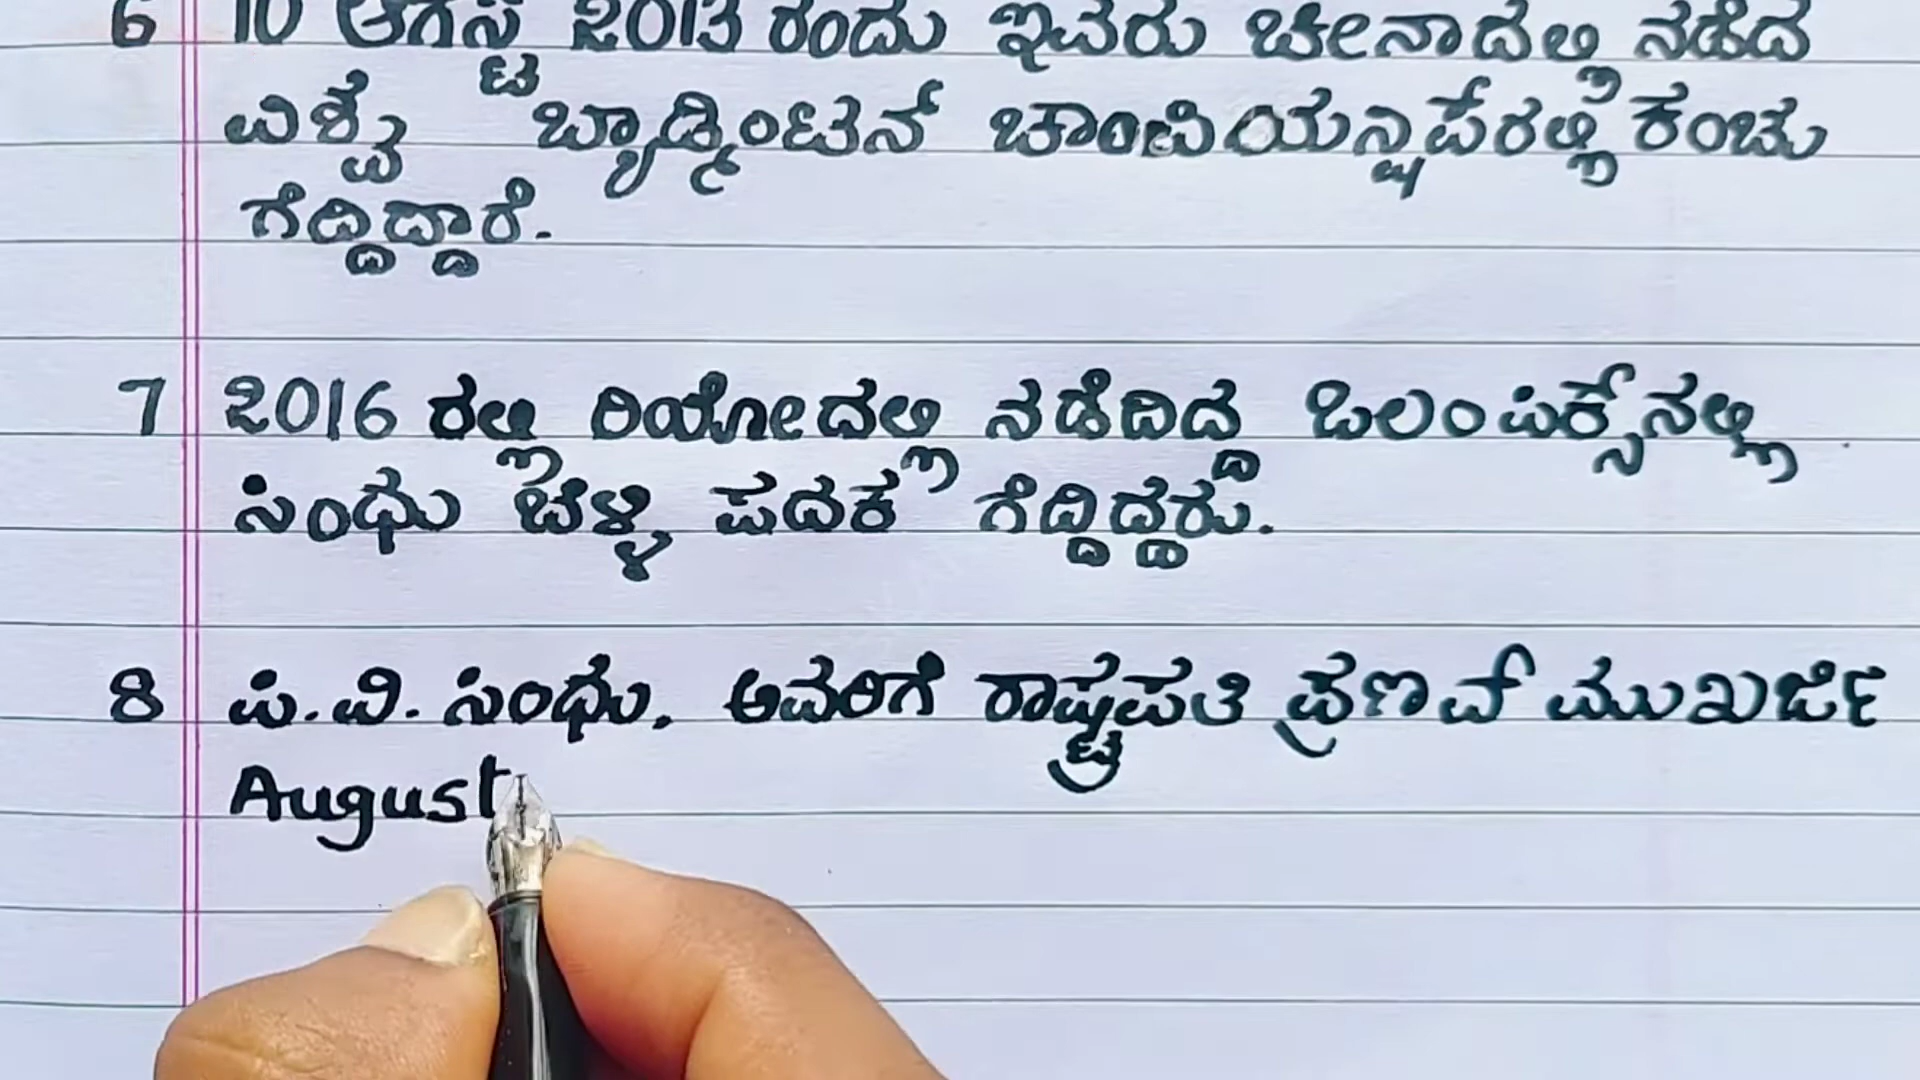 6 10 ಆಗಸ್ಟ್ 2013 ರಂದು ಇವರು ಚೀನಾದಲ್ಲಿ ನಡೆದ
ವಿಶ್ವ ಬ್ಯಾಡ್ಮಿಂಟನ್ ಚಾಂಪಿಯನ್ಷಿಪೆರಲ್ಲಿ ಕಂಚು
ಗೆದ್ದಿದ್ದಾರೆ.
7 2016 ರಲ್ಲಿ ರಿಯೋದಲ್ಲಿ ನಡೆದಿದ್ದ ಒಲಂಪಿಕ್ಸ್‌ನಲ್ಲಿ
ಸಿಂಧು ಬೆಳ್ಳಿ ಪದಕ ಗೆದ್ದಿದ್ದರು.
8 ಪಿ.ವಿ. ಸಿಂಧು, ಅವರಿಗೆ ರಾಷ್ಟ್ರಪತಿ ಪ್ರಣವ್ ಮುಖರ್ಜಿ
August